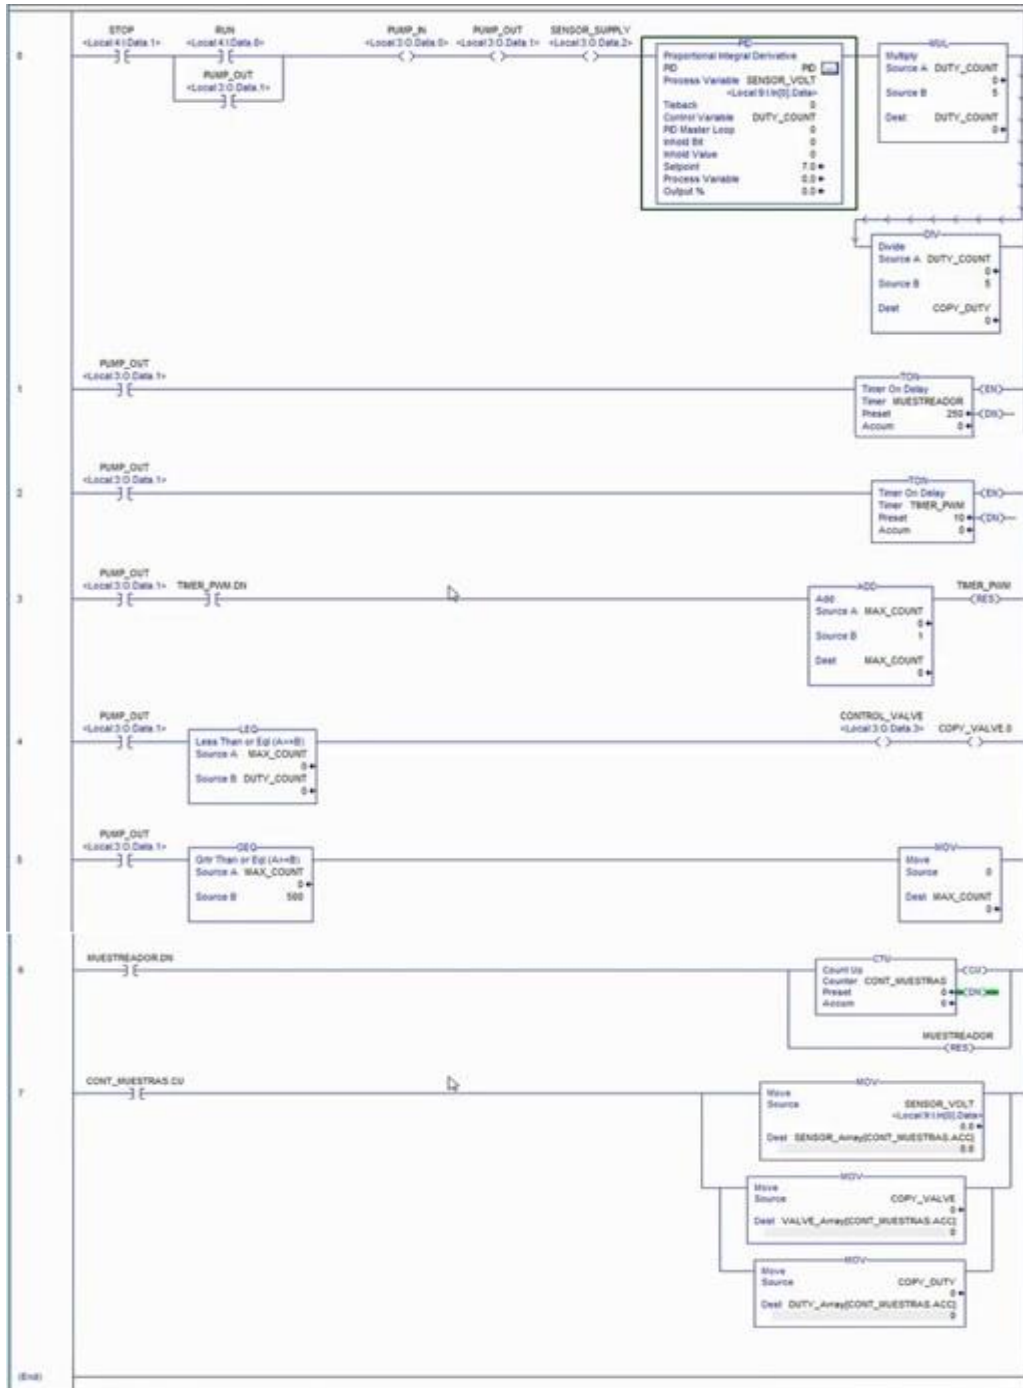 STOP
<Local:4:I.Data.1>
RUN
<Local:4:I.Data.0>
PUMP_IN
<Local:3:O.Data.0>
PUMP_OUT
<Local:3:O.Data.1>
SENSOR_SUPPLY
<Local:3:O.Data.2>
0
PUMP_OUT
<Local:3:O.Data.1>
PID
Proportional Integral Derivative
PID PID ...
Process Variable SENSOR_VOLT
<Local:9:I.In[0].Data>
Tieback 0
Control Variable DUTY_COUNT
PID Master Loop 0
Inhold Bit 0
Inhold Value 0
Setpoint 7.0
Process Variable 0.0
Output % 0.0
MUL
Multiply
Source A DUTY_COUNT
0
Source B 5
Dest DUTY_COUNT
0
DIV
Divide
Source A DUTY_COUNT
0
Source B 5
Dest COPY_DUTY
0
1
PUMP_OUT
<Local:3:O.Data.1>
TON
Timer On Delay
Timer MUESTREADOR
Preset 250
Accum 0
(EN)
(DN)
2
PUMP_OUT
<Local:3:O.Data.1>
TON
Timer On Delay
Timer TIMER_PWM
Preset 10
Accum 0
(EN)
(DN)
3
PUMP_OUT
<Local:3:O.Data.1>
TIMER_PWM.DN
ADD
Add
Source A MAX_COUNT
0
Source B 1
Dest MAX_COUNT
0
TIMER_PWM
(RES)
4
PUMP_OUT
<Local:3:O.Data.1>
LEQ
Less Than or Eql (A<=B)
Source A MAX_COUNT
0
Source B DUTY_COUNT
0
CONTROL_VALVE
<Local:3:O.Data.3>
COPY_VALVE.0
5
PUMP_OUT
<Local:3:O.Data.1>
GEQ
Grtr Than or Eql (A>=B)
Source A MAX_COUNT
0
Source B 500
MOV
Move
Source 0
Dest MAX_COUNT
0
6
MUESTREADOR.DN
CTU
Count Up
Counter CONT_MUESTRAS
Preset 0
Accum 0
(CU)
(DN)
MUESTREADOR
(RES)
7
CONT_MUESTRAS.CU
MOV
Move
Source SENSOR_VOLT
<Local:9:I.In[0].Data>
0.0
Dest SENSOR_Array[CONT_MUESTRAS.ACC]
0.0
MOV
Move
Source COPY_VALVE
0
Dest VALVE_Array[CONT_MUESTRAS.ACC]
0
MOV
Move
Source COPY_DUTY
0
Dest DUTY_Array[CONT_MUESTRAS.ACC]
0
(End)